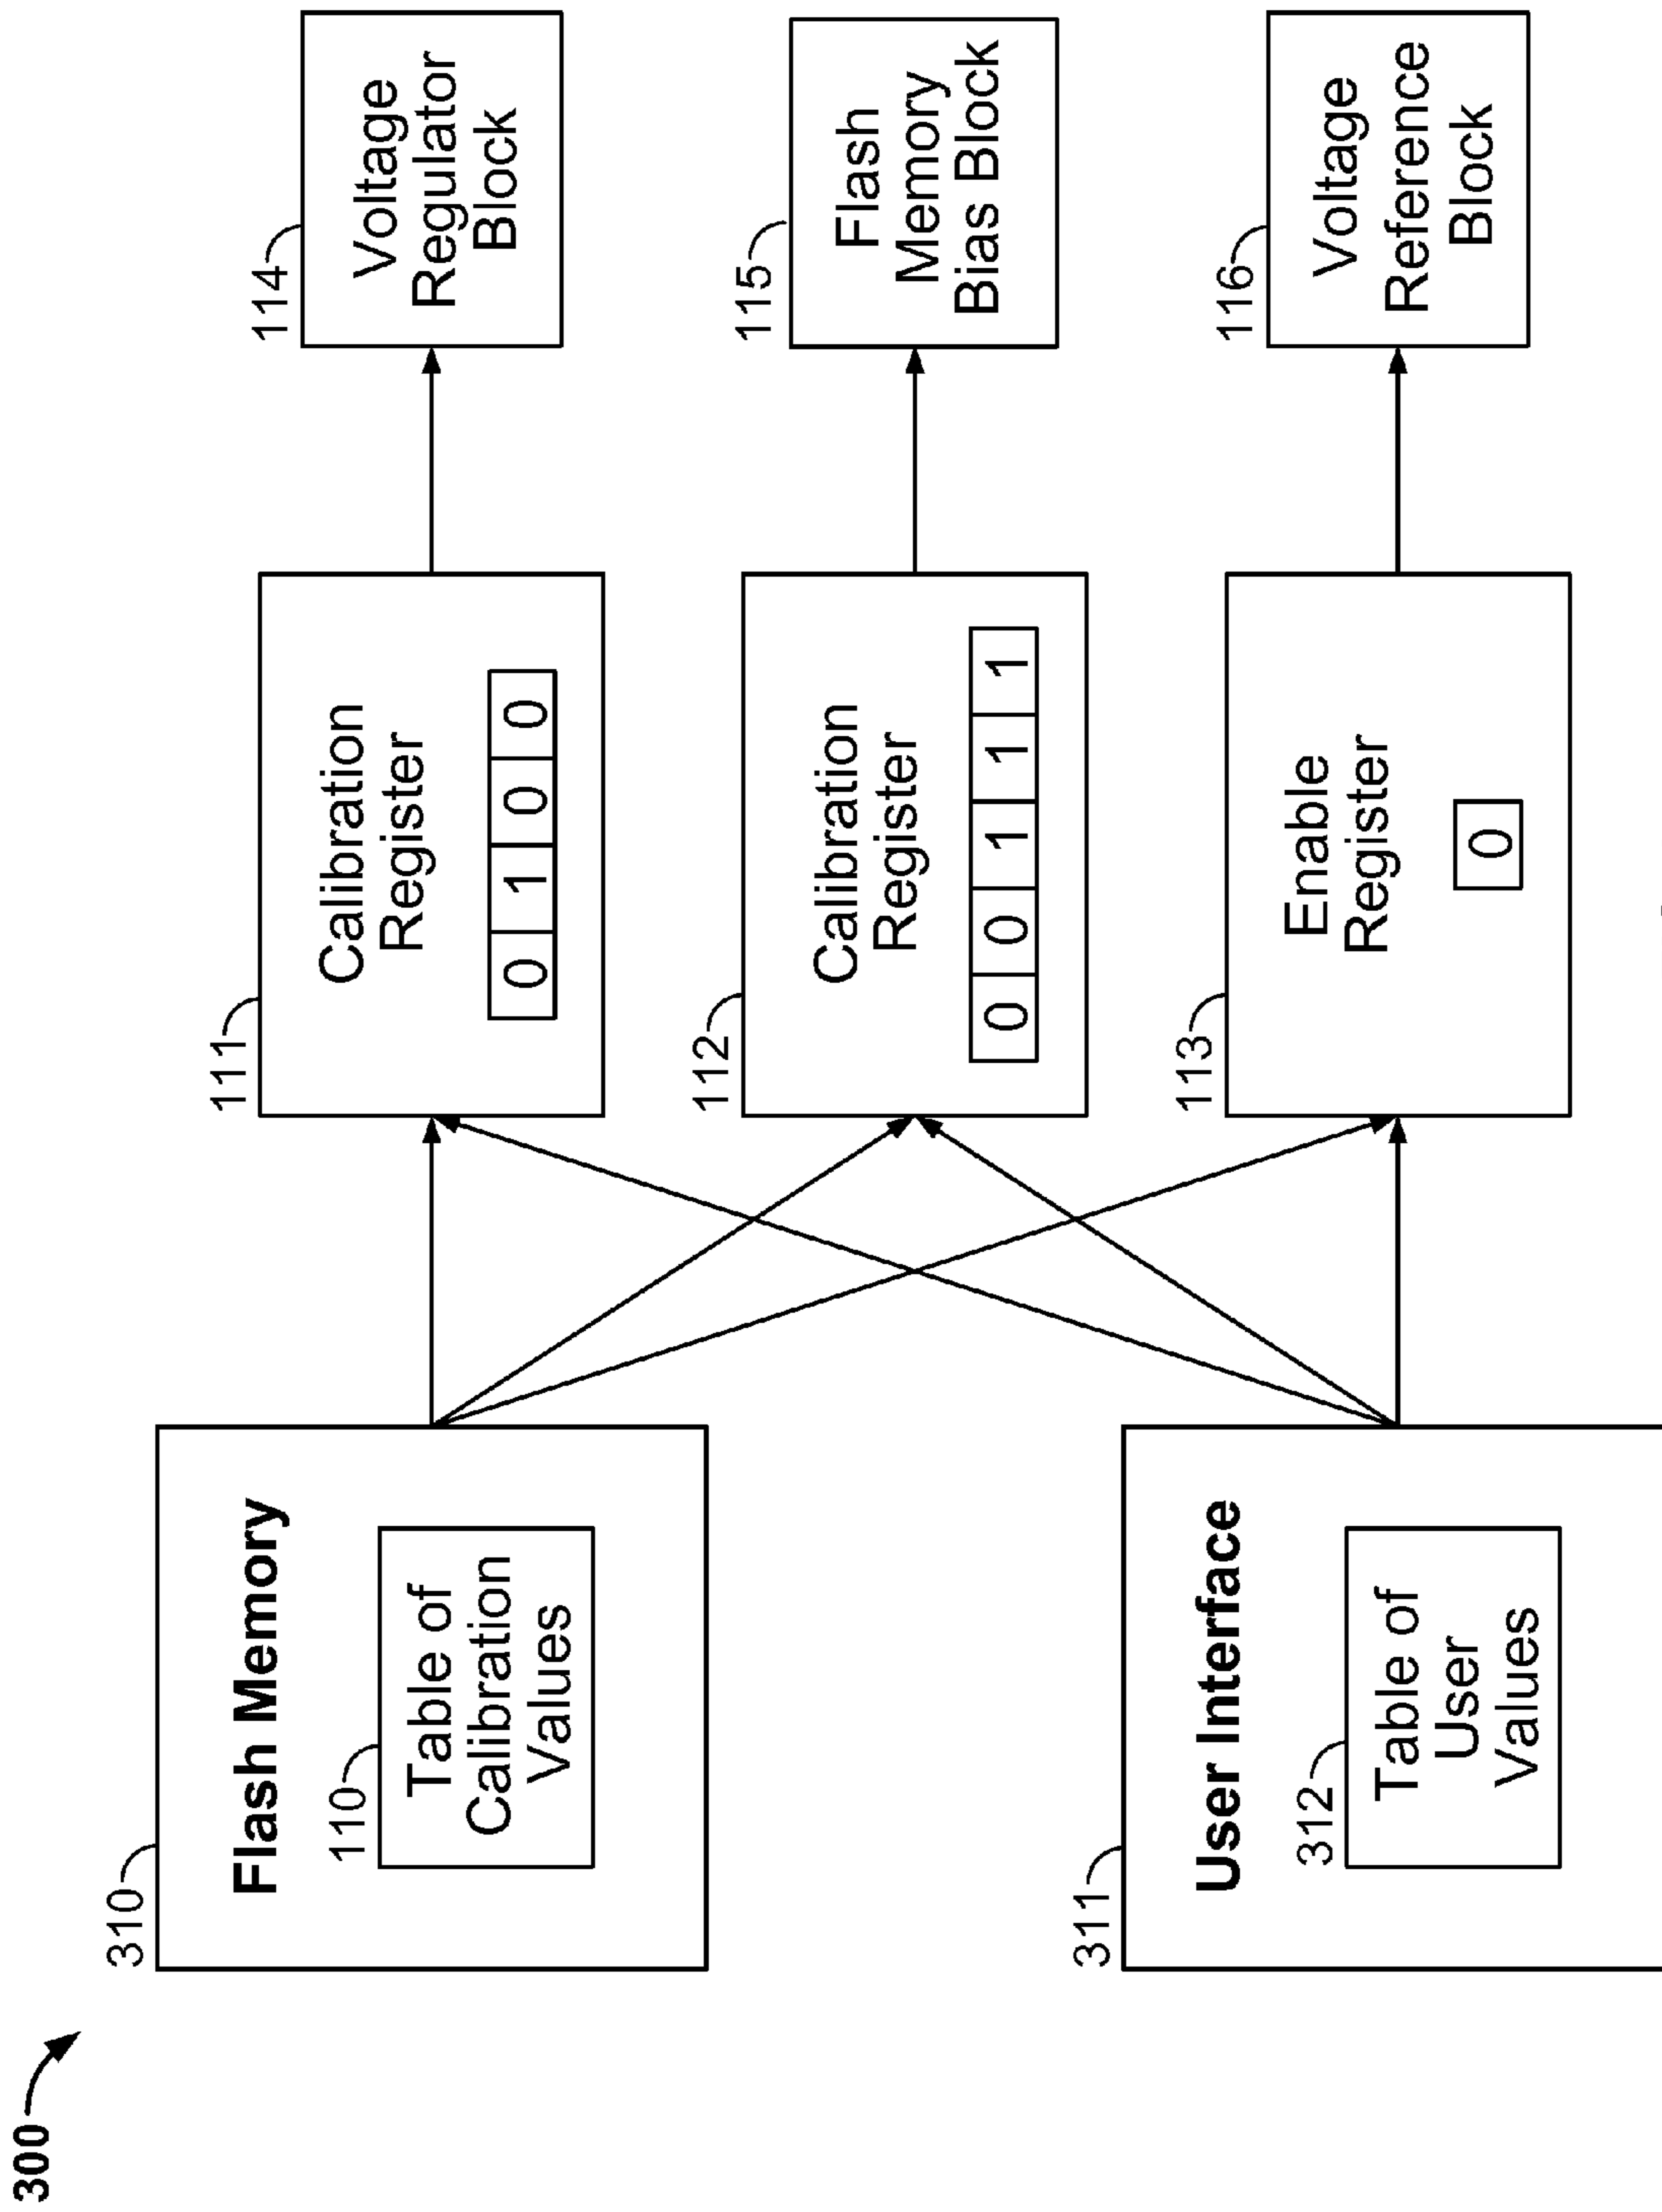 300
310
Flash Memory
110
Table of
Calibration
Values
311
User Interface
312
Table of
User
Values
111
Calibration
Register
0 1 0 0
112
Calibration
Register
0 0 1 1 1
113
Enable
Register
0
114
Voltage
Regulator
Block
115
Flash
Memory
Bias Block
116
Voltage
Reference
Block